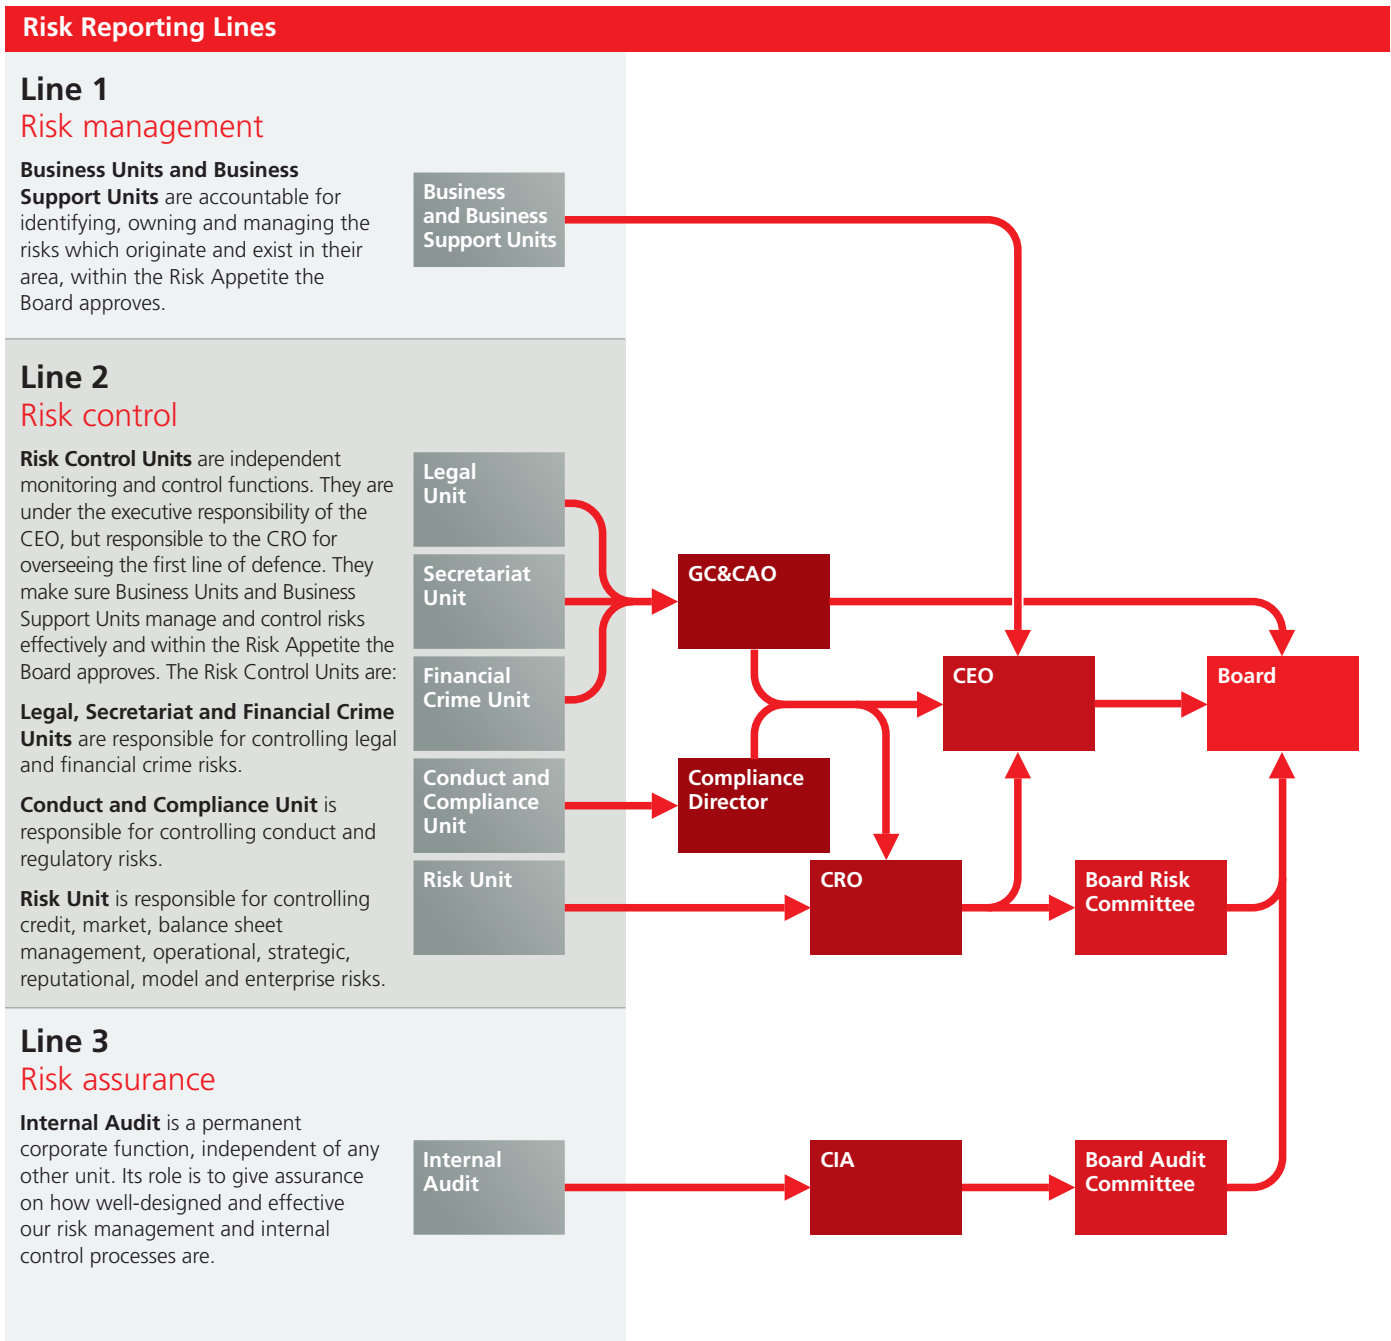 Risk Reporting Lines
Line 1
Risk management
Business Units and Business
Support Units are accountable for
identifying, owning and managing the
risks which originate and exist in their
area, within the Risk Appetite the
Board approves.
Business
and Business
Support Units
Line 2
Risk control
Risk Control Units are independent
monitoring and control functions. They are
under the executive responsibility of the
CEO, but responsible to the CRO for
overseeing the first line of defence. They
make sure Business Units and Business
Support Units manage and control risks
effectively and within the Risk Appetite the
Board approves. The Risk Control Units are:
Legal, Secretariat and Financial Crime
Units are responsible for controlling legal
and financial crime risks.
Conduct and Compliance Unit is
responsible for controlling conduct and
regulatory risks.
Risk Unit is responsible for controlling
credit, market, balance sheet
management, operational, strategic,
reputational, model and enterprise risks.
Legal
Unit
Secretariat
Unit
Financial
Crime Unit
Conduct and
Compliance
Unit
Risk Unit
GC&CAO
Compliance
Director
CRO
CEO
Board
Board Risk
Committee
Line 3
Risk assurance
Internal Audit is a permanent
corporate function, independent of any
other unit. Its role is to give assurance
on how well-designed and effective
our risk management and internal
control processes are.
Internal
Audit
CIA
Board Audit
Committee